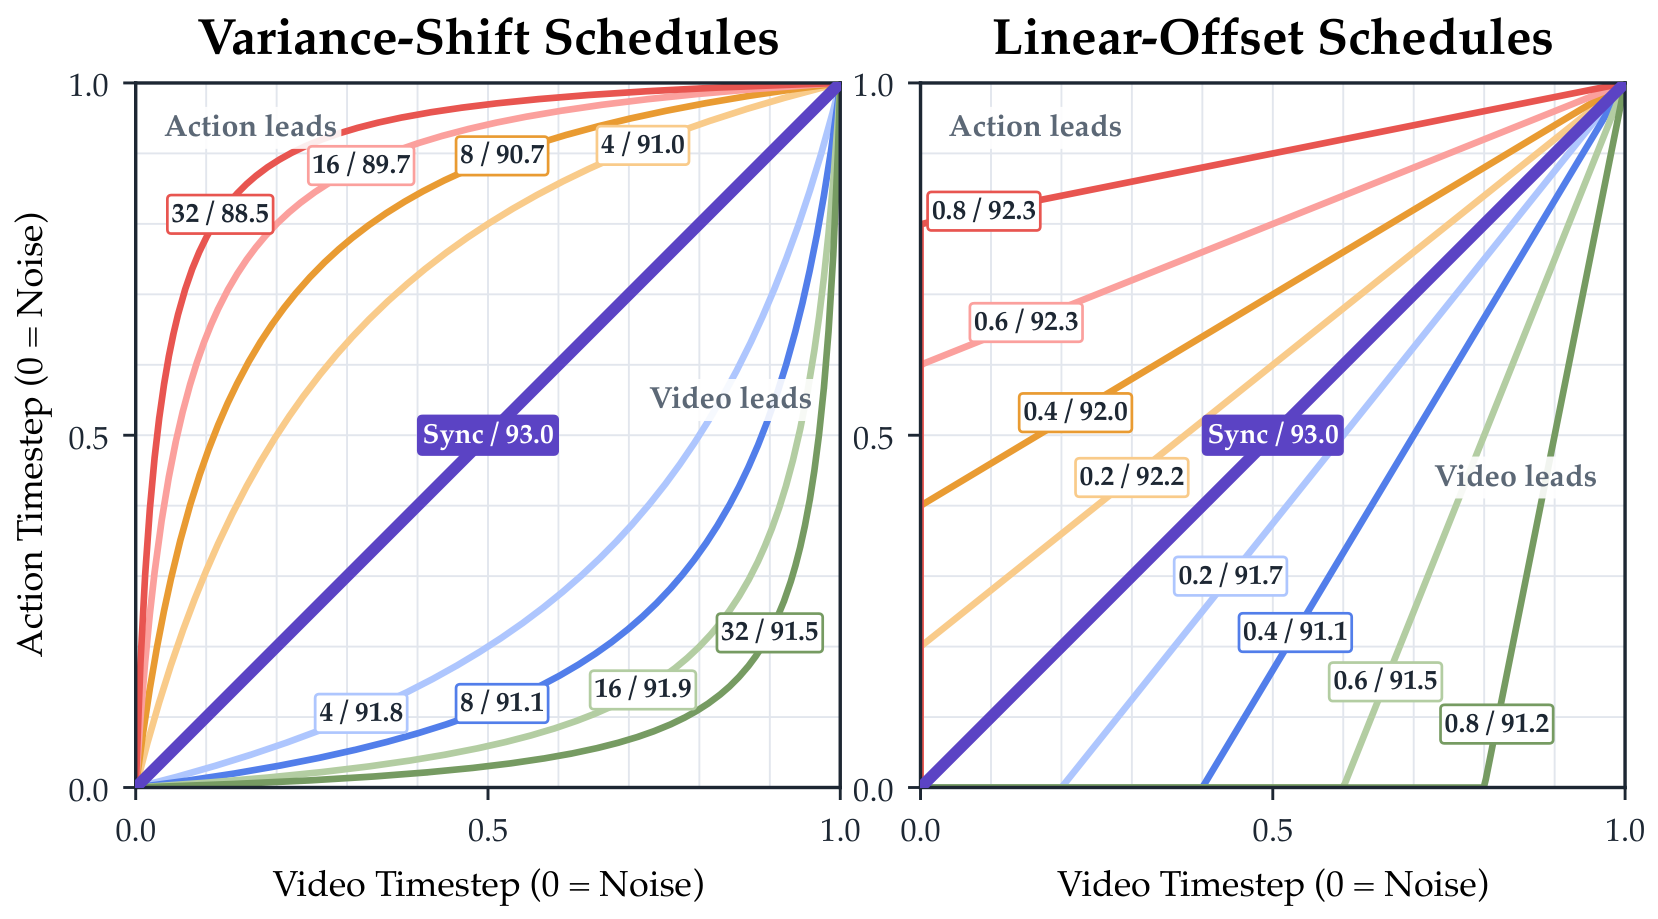 Variance-Shift Schedules
Action Timestep (0 = Noise)
1.0
0.5
0.0
Action leads
32 / 88.5
16 / 89.7
8 / 90.7
4 / 91.0
Sync / 93.0
Video leads
4 / 91.8
8 / 91.1
16 / 91.9
32 / 91.5
0.0
0.5
1.0
Video Timestep (0 = Noise)
Linear-Offset Schedules
1.0
0.5
0.0
Action leads
0.8 / 92.3
0.6 / 92.3
0.4 / 92.0
0.2 / 92.2
Sync / 93.0
Video leads
0.2 / 91.7
0.4 / 91.1
0.6 / 91.5
0.8 / 91.2
0.0
0.5
1.0
Video Timestep (0 = Noise)